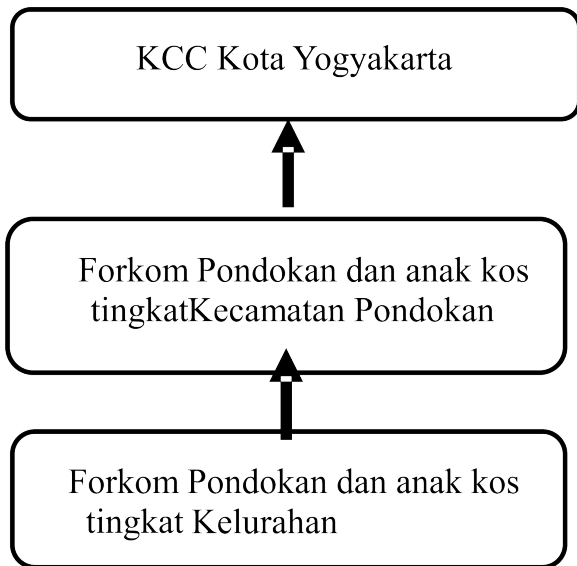 KCC Kota Yogyakarta
Forkom Pondokan dan anak kos
tingkatKecamatan Pondokan
Forkom Pondokan dan anak kos
tingkat Kelurahan